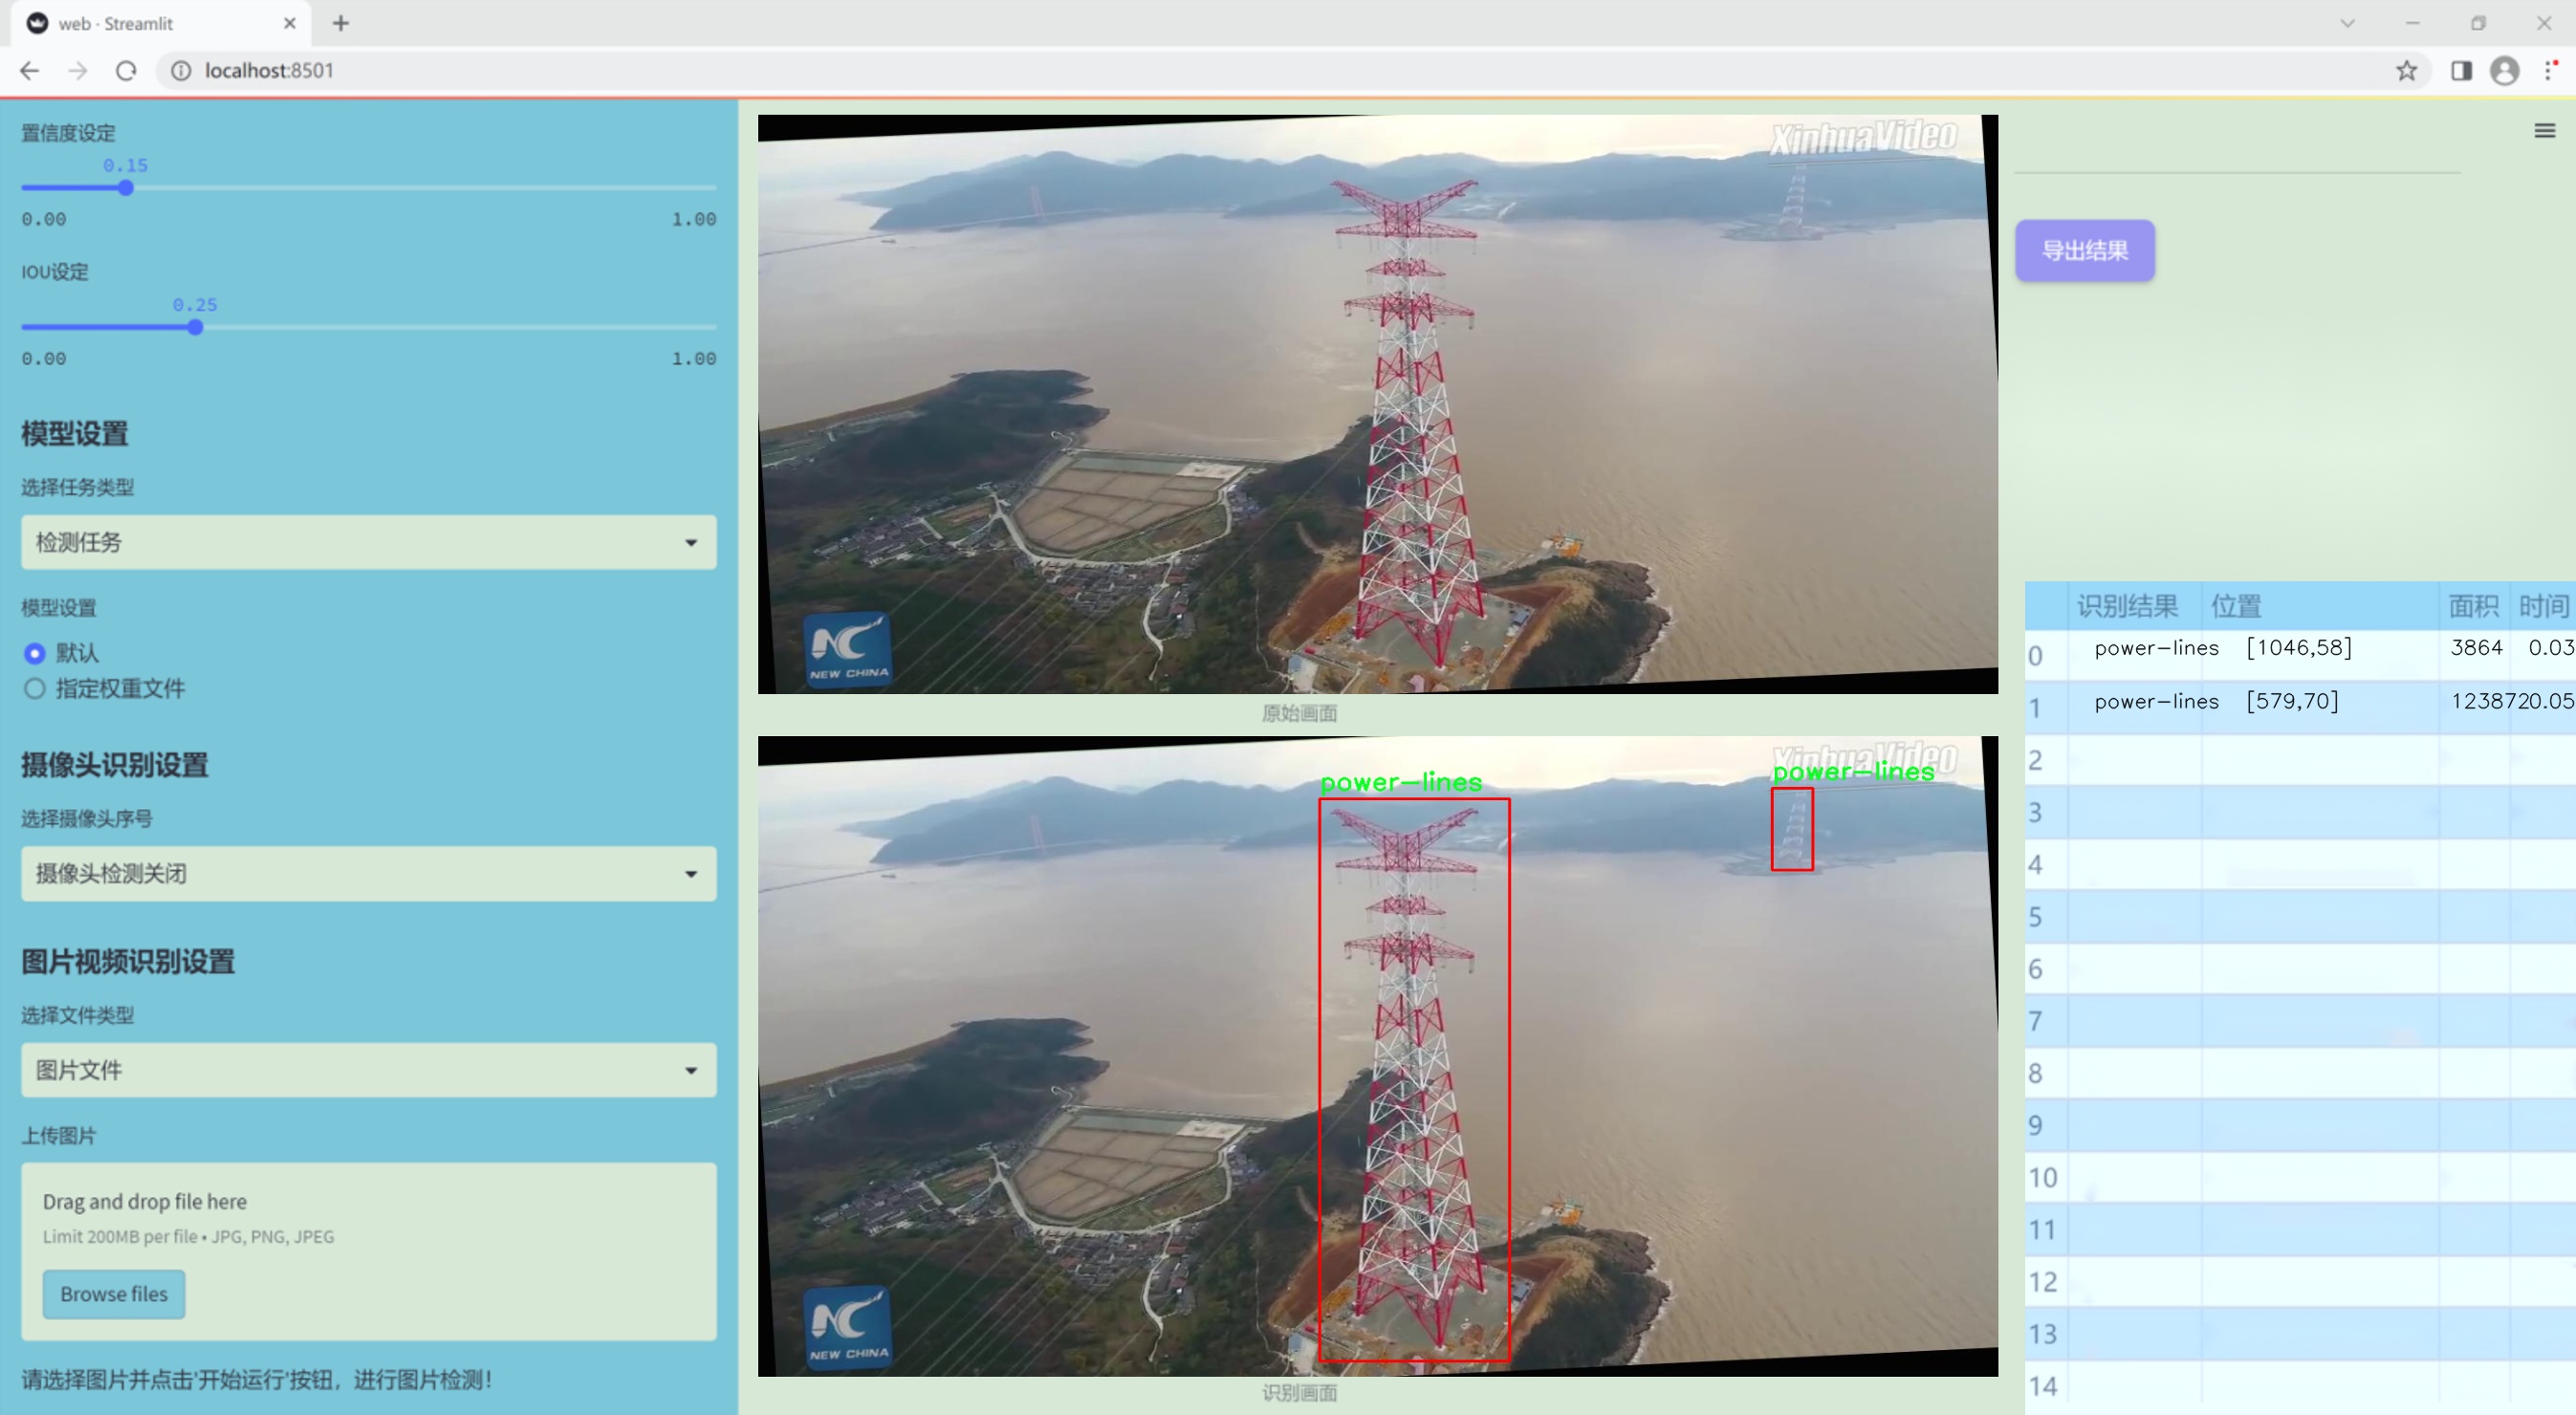 web · Streamlit
localhost:8501
置信度设定
0.15
0.00 1.00
IOU设定
0.25
0.00 1.00
模型设置
选择任务类型
检测任务
模型设置
默认
指定权重文件
摄像头识别设置
选择摄像头序号
摄像头检测关闭
图片视频识别设置
选择文件类型
图片文件
上传图片
Drag and drop file here
Limit 200MB per file • JPG, PNG, JPEG
Browse files
请选择图片并点击'开始运行'按钮，进行图片检测！
XinhuaVideo
NC
NEW CHINA
原始画面
XinhuaVideo
power-lines
power-lines
NC
NEW CHINA
识别画面
导出结果
识别结果 位置 面积 时间
0 power-lines [1046,58] 3864 0.03
1 power-lines [579,70] 1238720.05
2
3
4
5
6
7
8
9
10
11
12
13
14